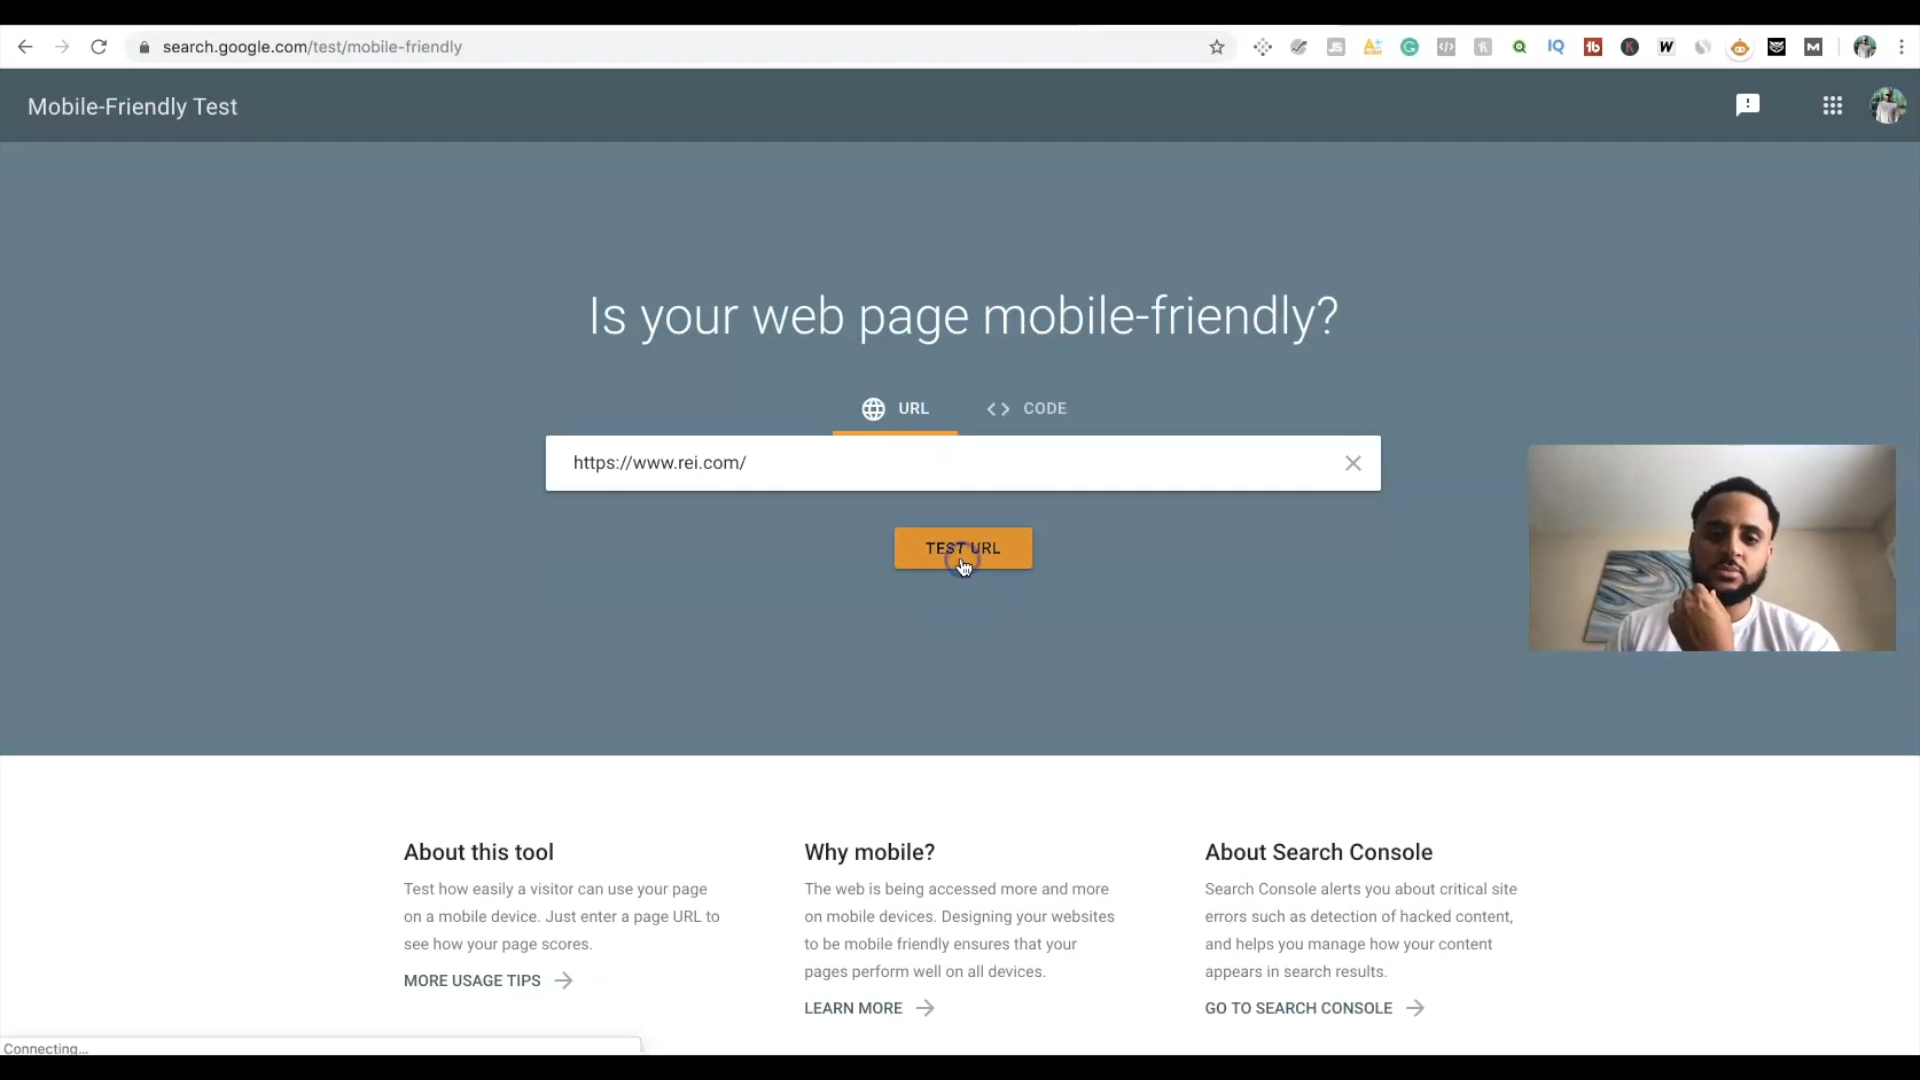 search.google.com/test/mobile-friendly
JS
A+
</>
IQ
tb
K
W
M
Mobile-Friendly Test
Is your web page mobile-friendly?
URL
<> CODE
https://www.rei.com/
TEST URL
About this tool
Test how easily a visitor can use your page
on a mobile device. Just enter a page URL to
see how your page scores.
MORE USAGE TIPS
Why mobile?
The web is being accessed more and more
on mobile devices. Designing your websites
to be mobile friendly ensures that your
pages perform well on all devices.
LEARN MORE
About Search Console
Search Console alerts you about critical site
errors such as detection of hacked content,
and helps you manage how your content
appears in search results.
GO TO SEARCH CONSOLE
Connecting...